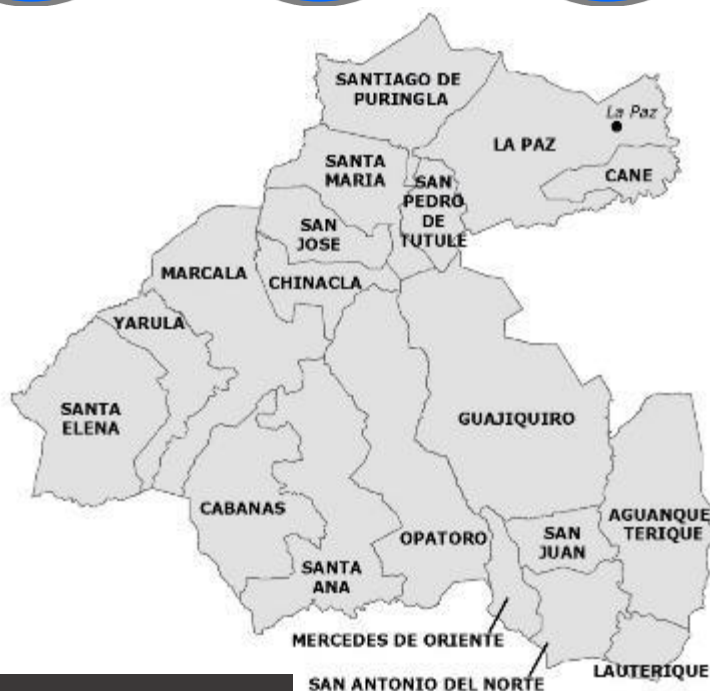 SANTIAGO DE
PURINGLA
La Paz
LA PAZ
SANTA
MARIA
CANE
SAN
PEDRO
DE
TUTULE
SAN
JOSE
MARCALA
CHINACLA
YARULA
SANTA
ELENA
GUAJIQUIRO
CABANAS
AGUANQUE
TERIQUE
OPATORO
SAN
JUAN
SANTA
ANA
MERCEDES DE ORIENTE
LAUTERIQUE
SAN ANTONIO DEL NORTE